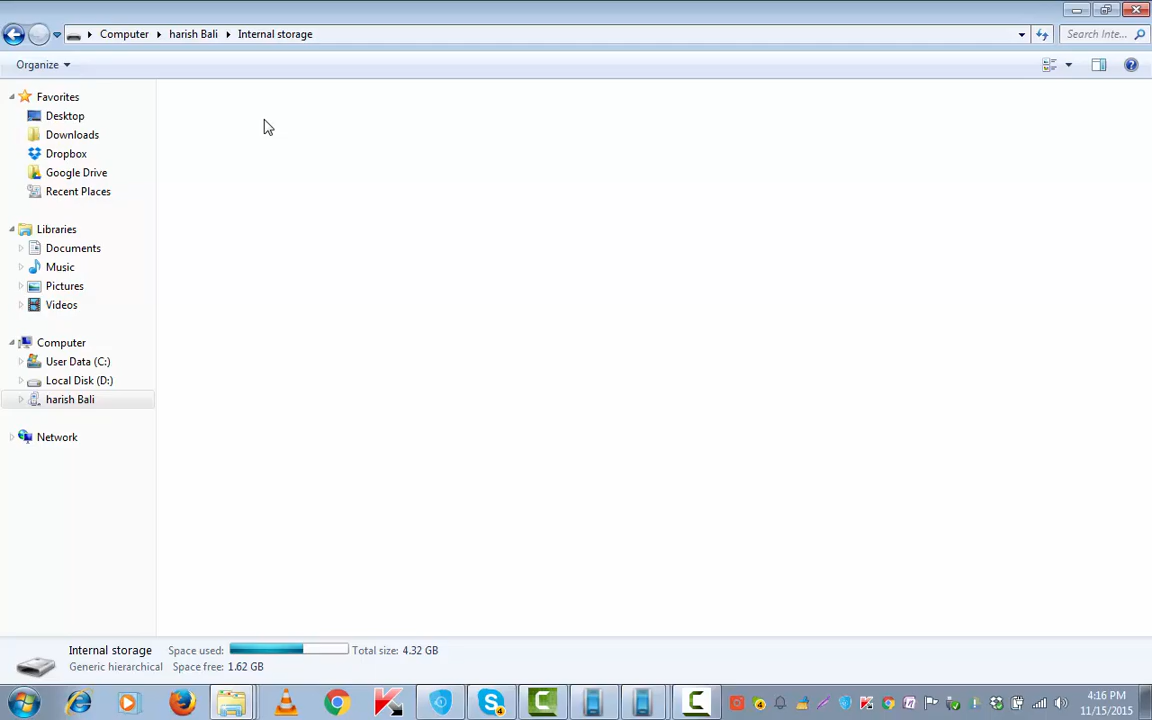 Computer harish Bali Internal storage
Search Inte...
Organize
Favorites
Desktop
Downloads
Dropbox
Google Drive
Recent Places
Libraries
Documents
Music
Pictures
Videos
Computer
User Data (C:)
Local Disk (D:)
harish Bali
Network
Internal storage Space used: Total size: 4.32 GB
Generic hierarchical Space free: 1.62 GB
4:16 PM
11/15/2015